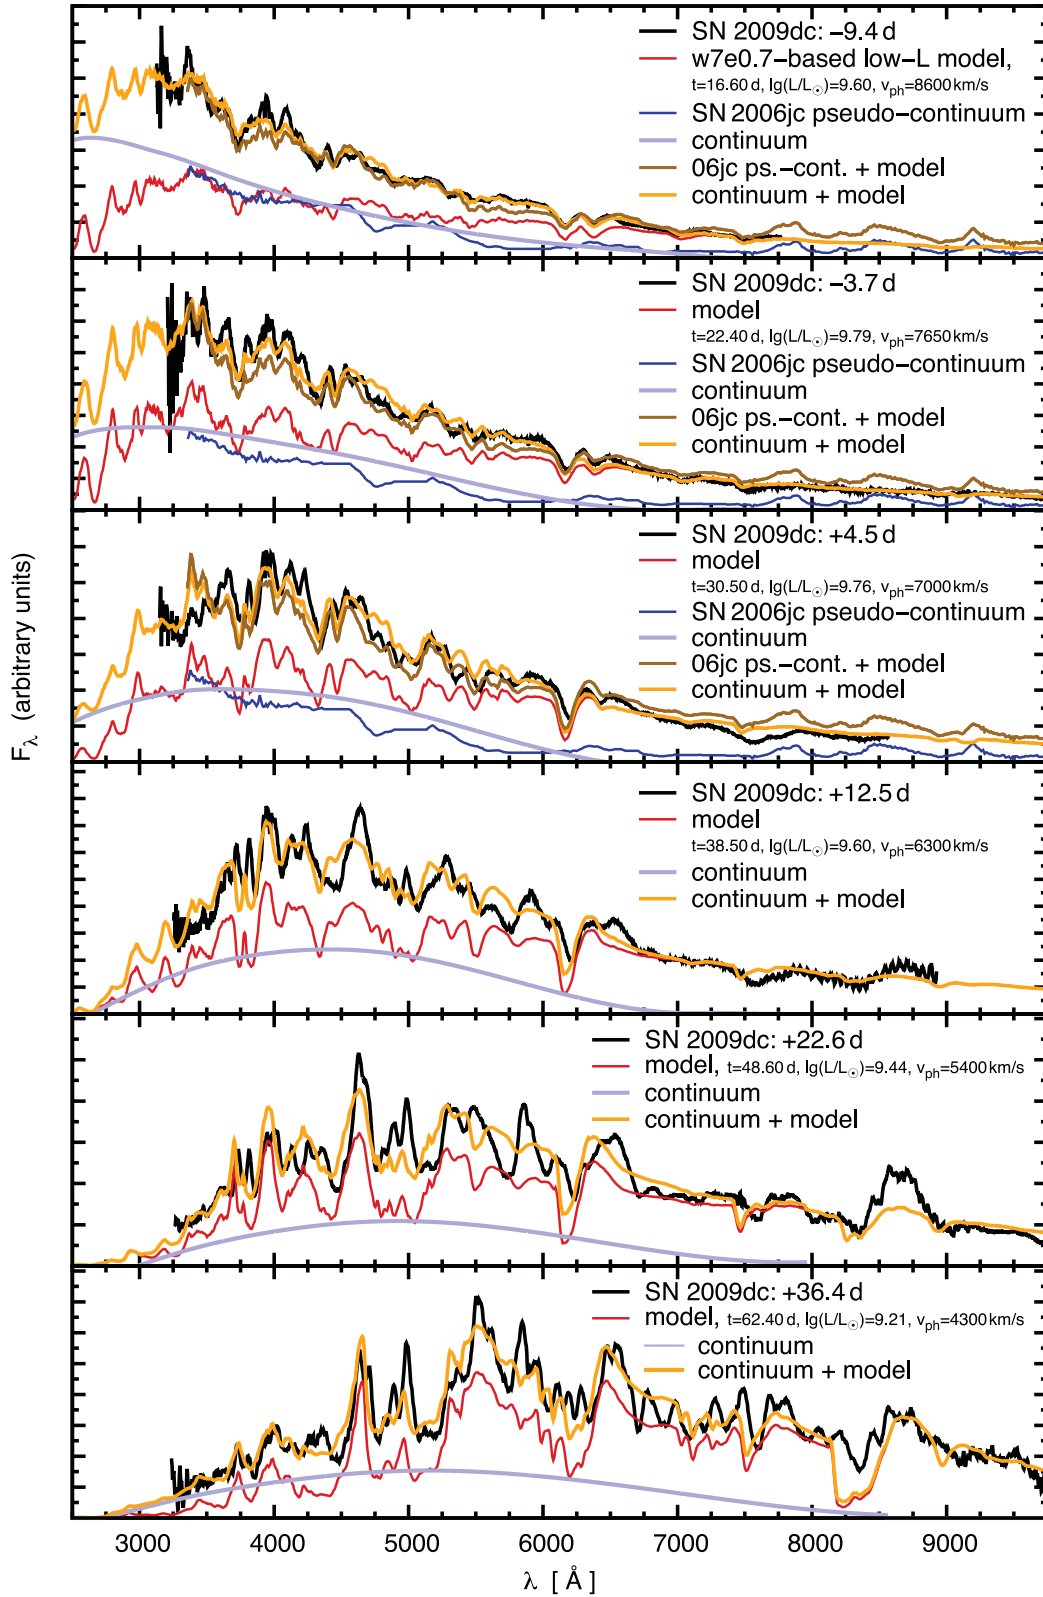 SN 2009dc: −9.4 d
w7e0.7−based low−L model,
t=16.60 d, lg(L/L☉)=9.60, vph=8600 km/s
SN 2006jc pseudo−continuum
continuum
06jc ps.−cont. + model
continuum + model
SN 2009dc: −3.7 d
model
t=22.40 d, lg(L/L☉)=9.79, vph=7650 km/s
SN 2006jc pseudo−continuum
continuum
06jc ps.−cont. + model
continuum + model
SN 2009dc: +4.5 d
model
t=30.50 d, lg(L/L☉)=9.76, vph=7000 km/s
SN 2006jc pseudo−continuum
continuum
06jc ps.−cont. + model
continuum + model
SN 2009dc: +12.5 d
model
t=38.50 d, lg(L/L☉)=9.60, vph=6300 km/s
continuum
continuum + model
SN 2009dc: +22.6 d
model, t=48.60 d, lg(L/L☉)=9.44, vph=5400 km/s
continuum
continuum + model
SN 2009dc: +36.4 d
model, t=62.40 d, lg(L/L☉)=9.21, vph=4300 km/s
continuum
continuum + model
Fλ (arbitrary units)
3000 4000 5000 6000 7000 8000 9000
λ [ Å ]